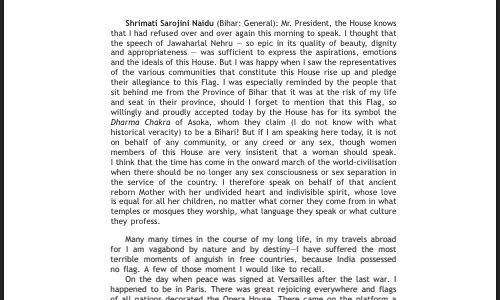 Shrimati Sarojini Naidu (Bihar: General): Mr. President, the House knows
that I had refused over and over again this morning to speak. I thought that
the speech of Jawaharlal Nehru — so epic in its quality of beauty, dignity
and appropriateness — was sufficient to express the aspirations, emotions
and the ideals of this House. But I was happy when I saw the representatives
of the various communities that constitute this House rise up and pledge
their allegiance to this Flag. I was especially reminded by the people that
sit behind me from the Province of Bihar that it was at the risk of my life
and seat in their province, should I forget to mention that this Flag, so
willingly and proudly accepted today by the House has for its symbol the
Dharma Chakra of Asoka, whom they claim (I do not know with what
historical veracity) to be a Bihari! But if I am speaking here today, it is not
on behalf of any community, or any creed or any sex, though women
members of this House are very insistent that a woman should speak.
I think that the time has come in the onward march of the world-civilisation
when there should be no longer any sex consciousness or sex separation in
the service of the country. I therefore speak on behalf of that ancient
reborn Mother with her undivided heart and indivisible spirit, whose love
is equal for all her children, no matter what corner they come from in what
temples or mosques they worship, what language they speak or what culture
they profess.
Many many times in the course of my long life, in my travels abroad
for I am vagabond by nature and by destiny—I have suffered the most
terrible moments of anguish in free countries, because India possessed
no flag. A few of those moment I would like to recall.
On the day when peace was signed at Versailles after the last war. I
happened to be in Paris. There was great rejoicing everywhere and flags
of all nations decorated the Opera House. There came on the platform a